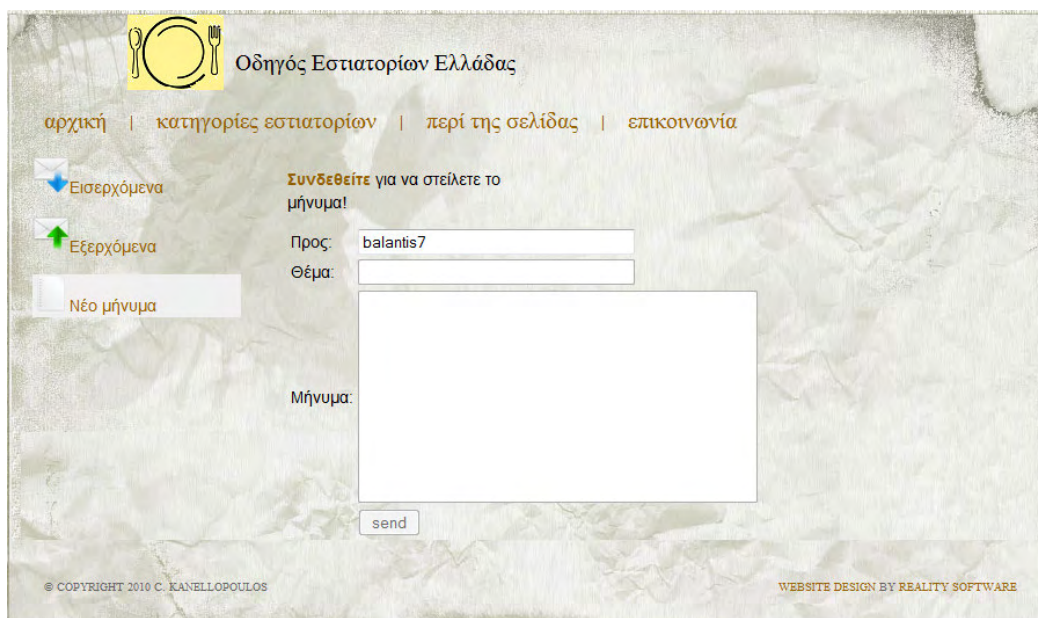 Οδηγός Εστιατορίων Ελλάδας
αρχική | κατηγορίες εστιατορίων | περί της σελίδας | επικοινωνία
Εισερχόμενα
Εξερχόμενα
Νέο μήνυμα
Συνδεθείτε για να στείλετε το
μήνυμα!
Προς: balantis7
Θέμα:
Μήνυμα:
send
© COPYRIGHT 2010 C. KANELLOPOULOS
WEBSITE DESIGN BY REALITY SOFTWARE